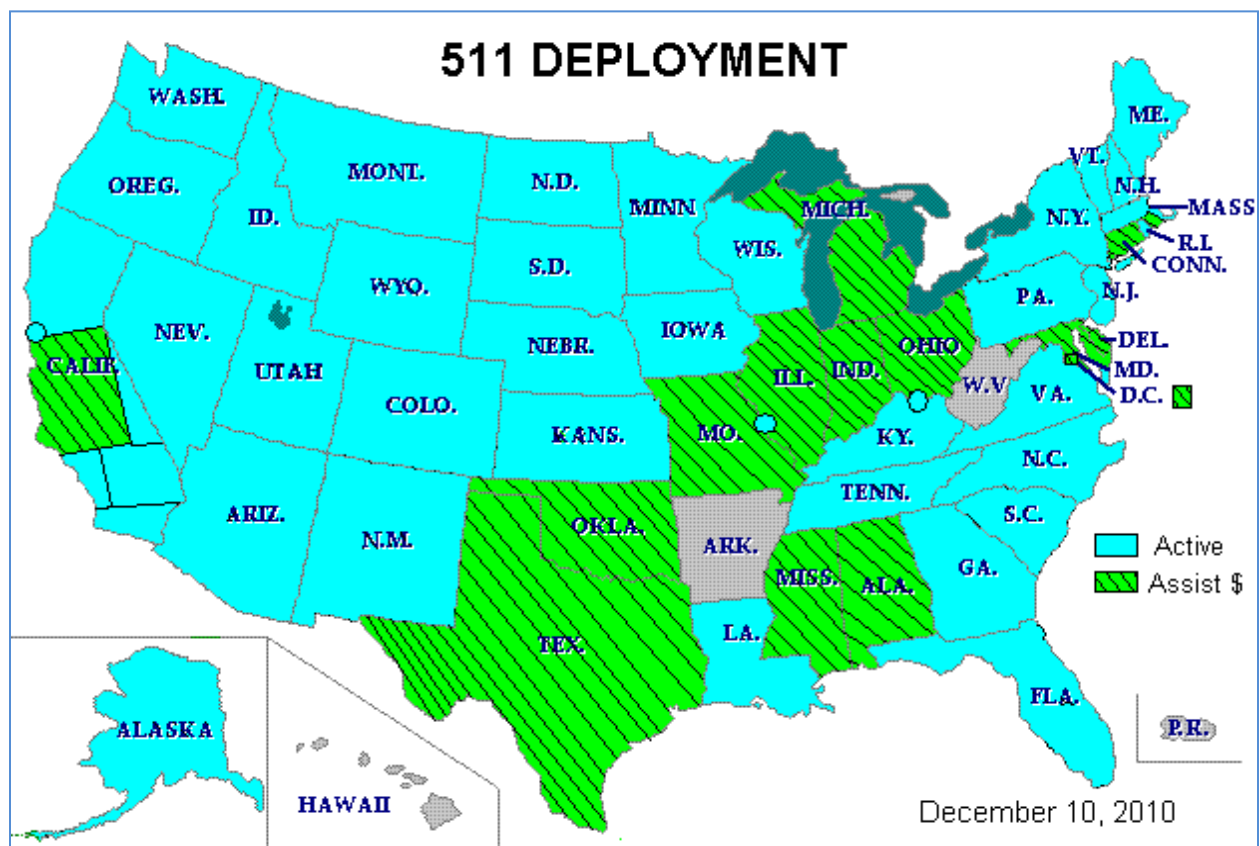 511 DEPLOYMENT
WASH.
ME.
VT.
MONT.
N.D.
OREG.
MINN
N.H.
ID.
MICH.
MASS
N.Y.
WIS.
R.I.
S.D.
CONN.
WYO.
P.A.
N.J.
NEV.
IOWA
DEL.
NEBR.
OHIO
CALIF.
MD.
UTAH
ILL.
IND.
W.V
D.C.
VA.
COLO.
KANS.
MO.
KY.
N.C.
TENN.
ARIZ.
S.C.
OKLA.
N.M.
ARK.
Active
GA.
MISS.
ALA.
Assist $
LA.
TEX.
FLA.
ALASKA
P.R.
HAWAII
December 10, 2010